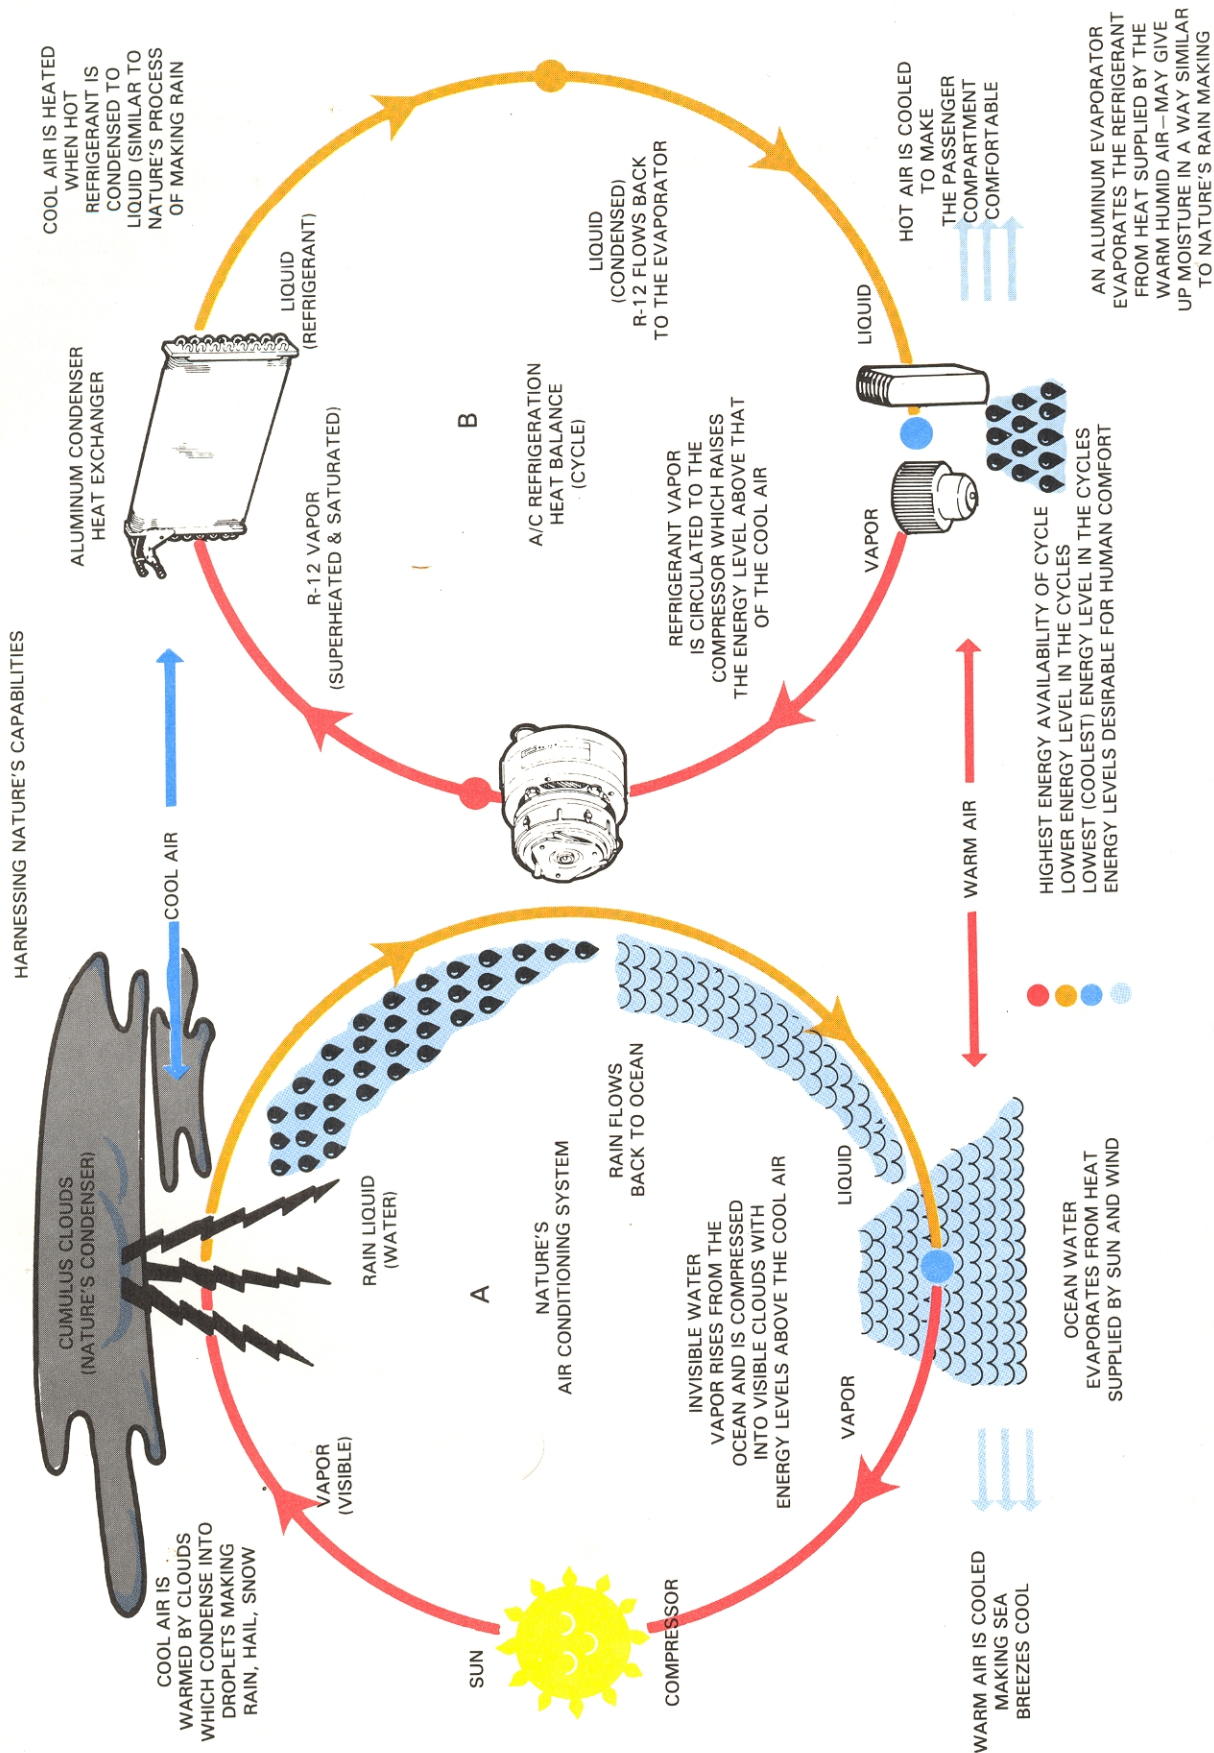 HARNESSING NATURE'S CAPABILITIES
CUMULUS CLOUDS
(NATURE'S CONDENSER)
COOL AIR
COOL AIR IS
WARMED BY CLOUDS
WHICH CONDENSE INTO
DROPLETS MAKING
RAIN, HAIL, SNOW
VAPOR
(VISIBLE)
RAIN LIQUID
(WATER)
SUN
COMPRESSOR
A
NATURE'S
AIR CONDITIONING SYSTEM
RAIN FLOWS
BACK TO OCEAN
INVISIBLE WATER
VAPOR RISES FROM THE
OCEAN AND IS COMPRESSED
INTO VISIBLE CLOUDS WITH
ENERGY LEVELS ABOVE THE COOL AIR
VAPOR
LIQUID
WARM AIR IS COOLED
MAKING SEA
BREEZES COOL
OCEAN WATER
EVAPORATES FROM HEAT
SUPPLIED BY SUN AND WIND
WARM AIR
HIGHEST ENERGY AVAILABILITY OF CYCLE
LOWER ENERGY LEVEL IN THE CYCLES
LOWEST (COOLEST) ENERGY LEVEL IN THE CYCLES
ENERGY LEVELS DESIRABLE FOR HUMAN COMFORT
ALUMINUM CONDENSER
HEAT EXCHANGER
COOL AIR IS HEATED
WHEN HOT
REFRIGERANT IS
CONDENSED TO
LIQUID (SIMILAR TO
NATURE'S PROCESS
OF MAKING RAIN
R-12 VAPOR
(SUPERHEATED & SATURATED)
LIQUID
(REFRIGERANT)
B
A/C REFRIGERATION
HEAT BALANCE
(CYCLE)
LIQUID
(CONDENSED)
R-12 FLOWS BACK
TO THE EVAPORATOR
REFRIGERANT VAPOR
IS CIRCULATED TO THE
COMPRESSOR WHICH RAISES
THE ENERGY LEVEL ABOVE THAT
OF THE COOL AIR
VAPOR
LIQUID
HOT AIR IS COOLED
TO MAKE
THE PASSENGER
COMPARTMENT
COMFORTABLE
AN ALUMINUM EVAPORATOR
EVAPORATES THE REFRIGERANT
FROM HEAT SUPPLIED BY THE
WARM HUMID AIR—MAY GIVE
UP MOISTURE IN A WAY SIMILAR
TO NATURE'S RAIN MAKING